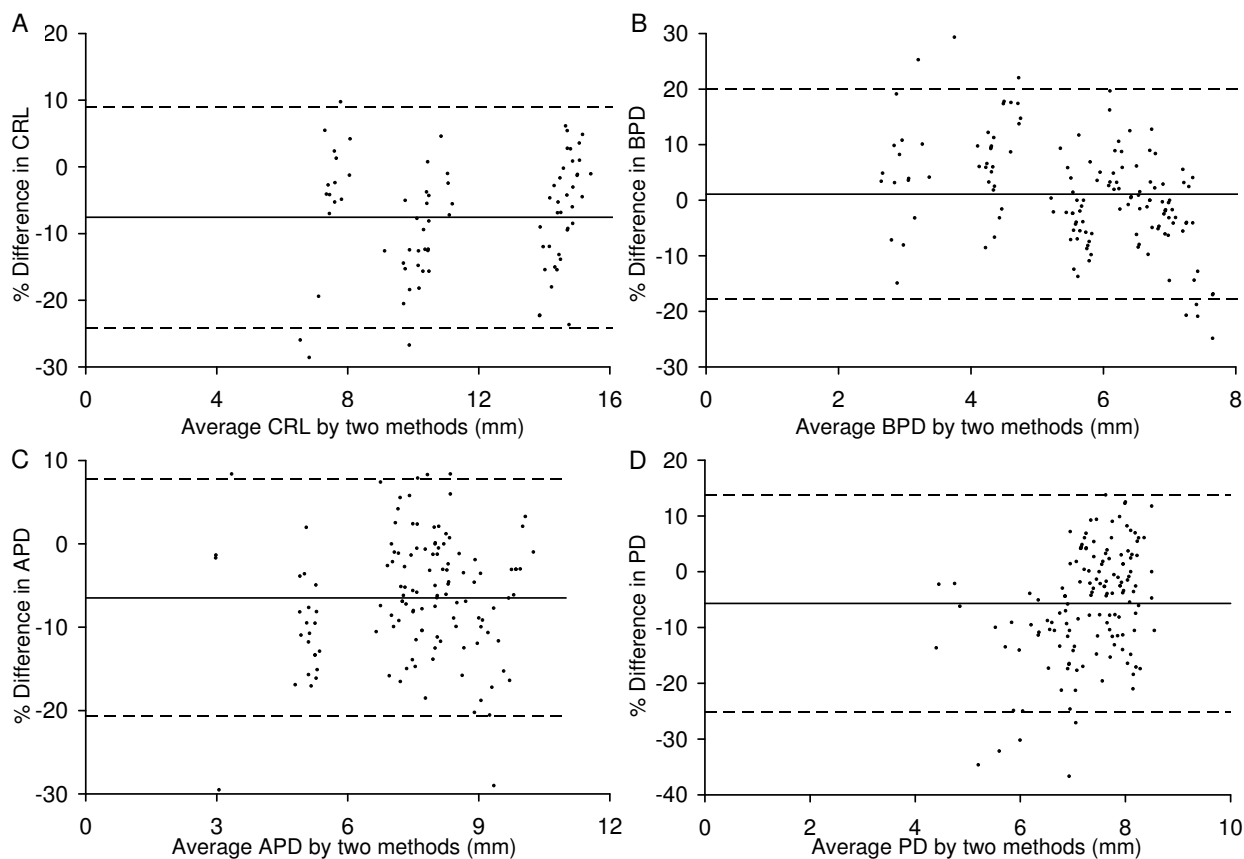 A
20
10
0
-10
-20
-30
% Difference in CRL
0 4 8 12 16
Average CRL by two methods (mm)
B
30
20
10
0
-10
-20
-30
% Difference in BPD
0 2 4 6 8
Average BPD by two methods (mm)
C
10
0
-10
-20
-30
% Difference in APD
0 3 6 9 12
Average APD by two methods (mm)
D
20
10
0
-10
-20
-30
-40
% Difference in PD
0 2 4 6 8 10
Average PD by two methods (mm)